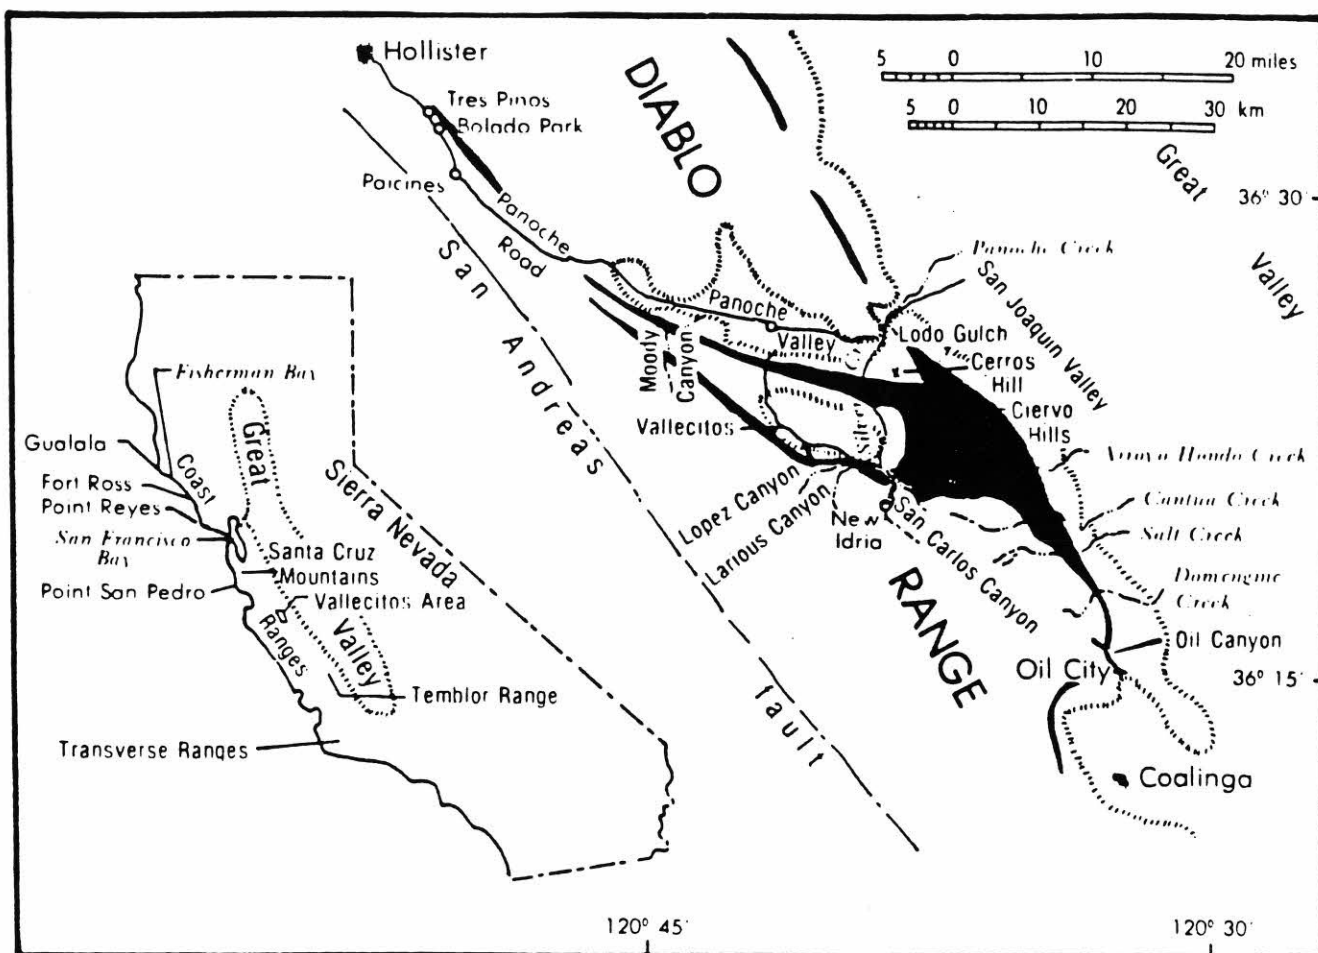 Hollister
Tres Pinos
Bolado Park
Paicines
Panoche
Road
DIABLO
RANGE
5 0 10 20 miles
5 0 10 20 30 km
Great
Valley
36° 30'
Panoche Creek
San Joaquin Valley
Panoche
Valley
Lodo Gulch
Cerros
Hill
Ciervo
Hills
Moody
Canyon
Vallecitos
San Andreas fault
Lopez Canyon
Larious Canyon
New
Idria
San Carlos Canyon
Arroyo Hondo Creek
Cantua Creek
Salt Creek
Domengine
Creek
Oil Canyon
Oil City
36° 15'
Coalinga
120° 45'
120° 30'
Fisherman Bay
Gualala
Fort Ross
Point Reyes
San Francisco
Bay
Point San Pedro
Coast
Ranges
Great
Valley
Sierra Nevada
Santa Cruz
Mountains
Vallecitos Area
Temblor Range
Transverse Ranges